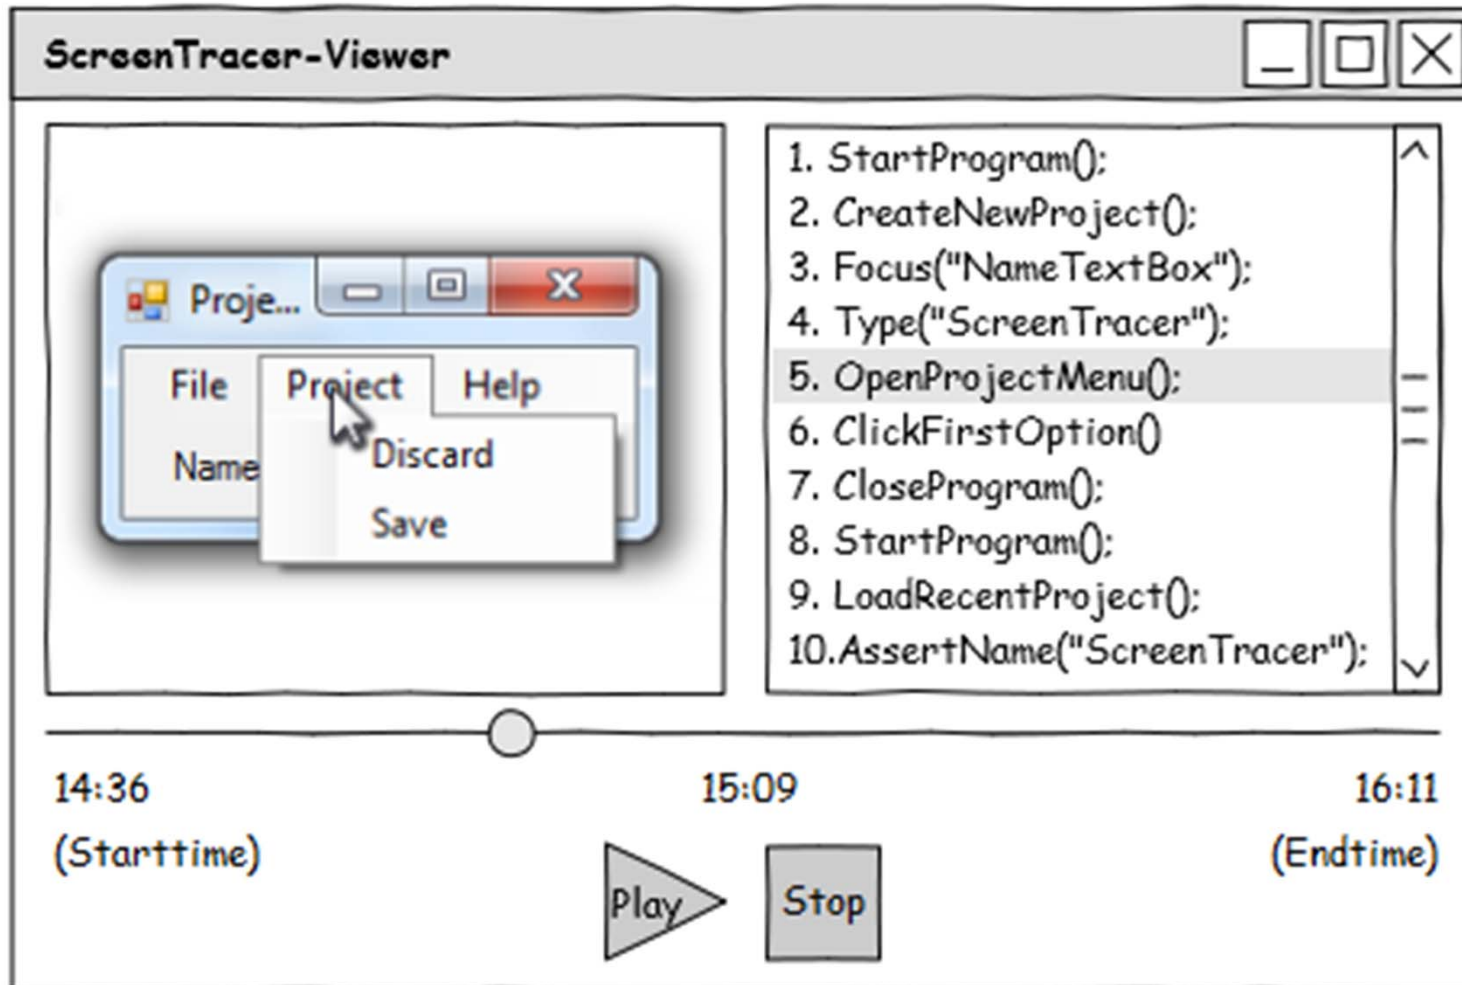 ScreenTracer-Viewer
Proje...
File Project Help
Name
Discard
Save
1. StartProgram();
2. CreateNewProject();
3. Focus("NameTextBox");
4. Type("ScreenTracer");
5. OpenProjectMenu();
6. ClickFirstOption()
7. CloseProgram();
8. StartProgram();
9. LoadRecentProject();
10.AssertName("ScreenTracer");
14:36 15:09 16:11
(Starttime) (Endtime)
Play Stop